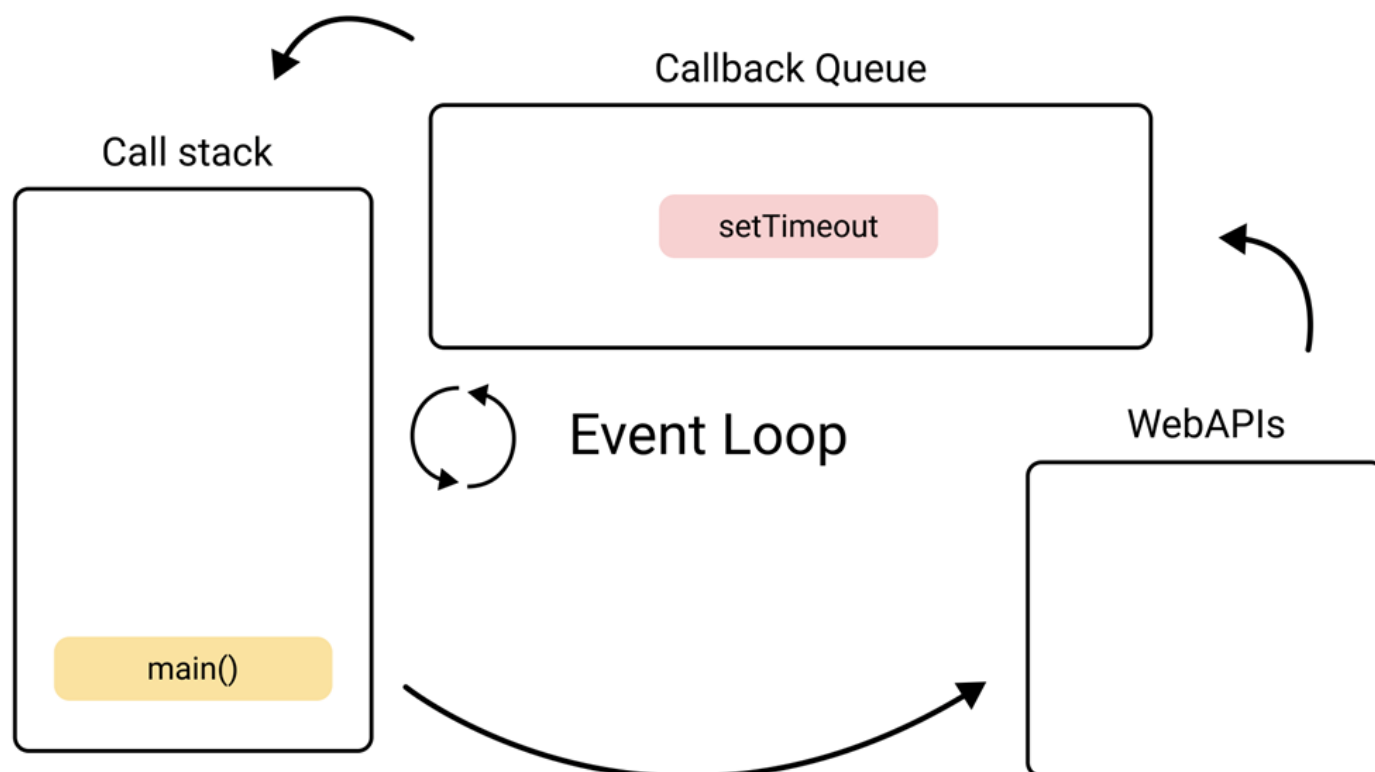 Callback Queue
Call stack
setTimeout
Event Loop
WebAPIs
main()